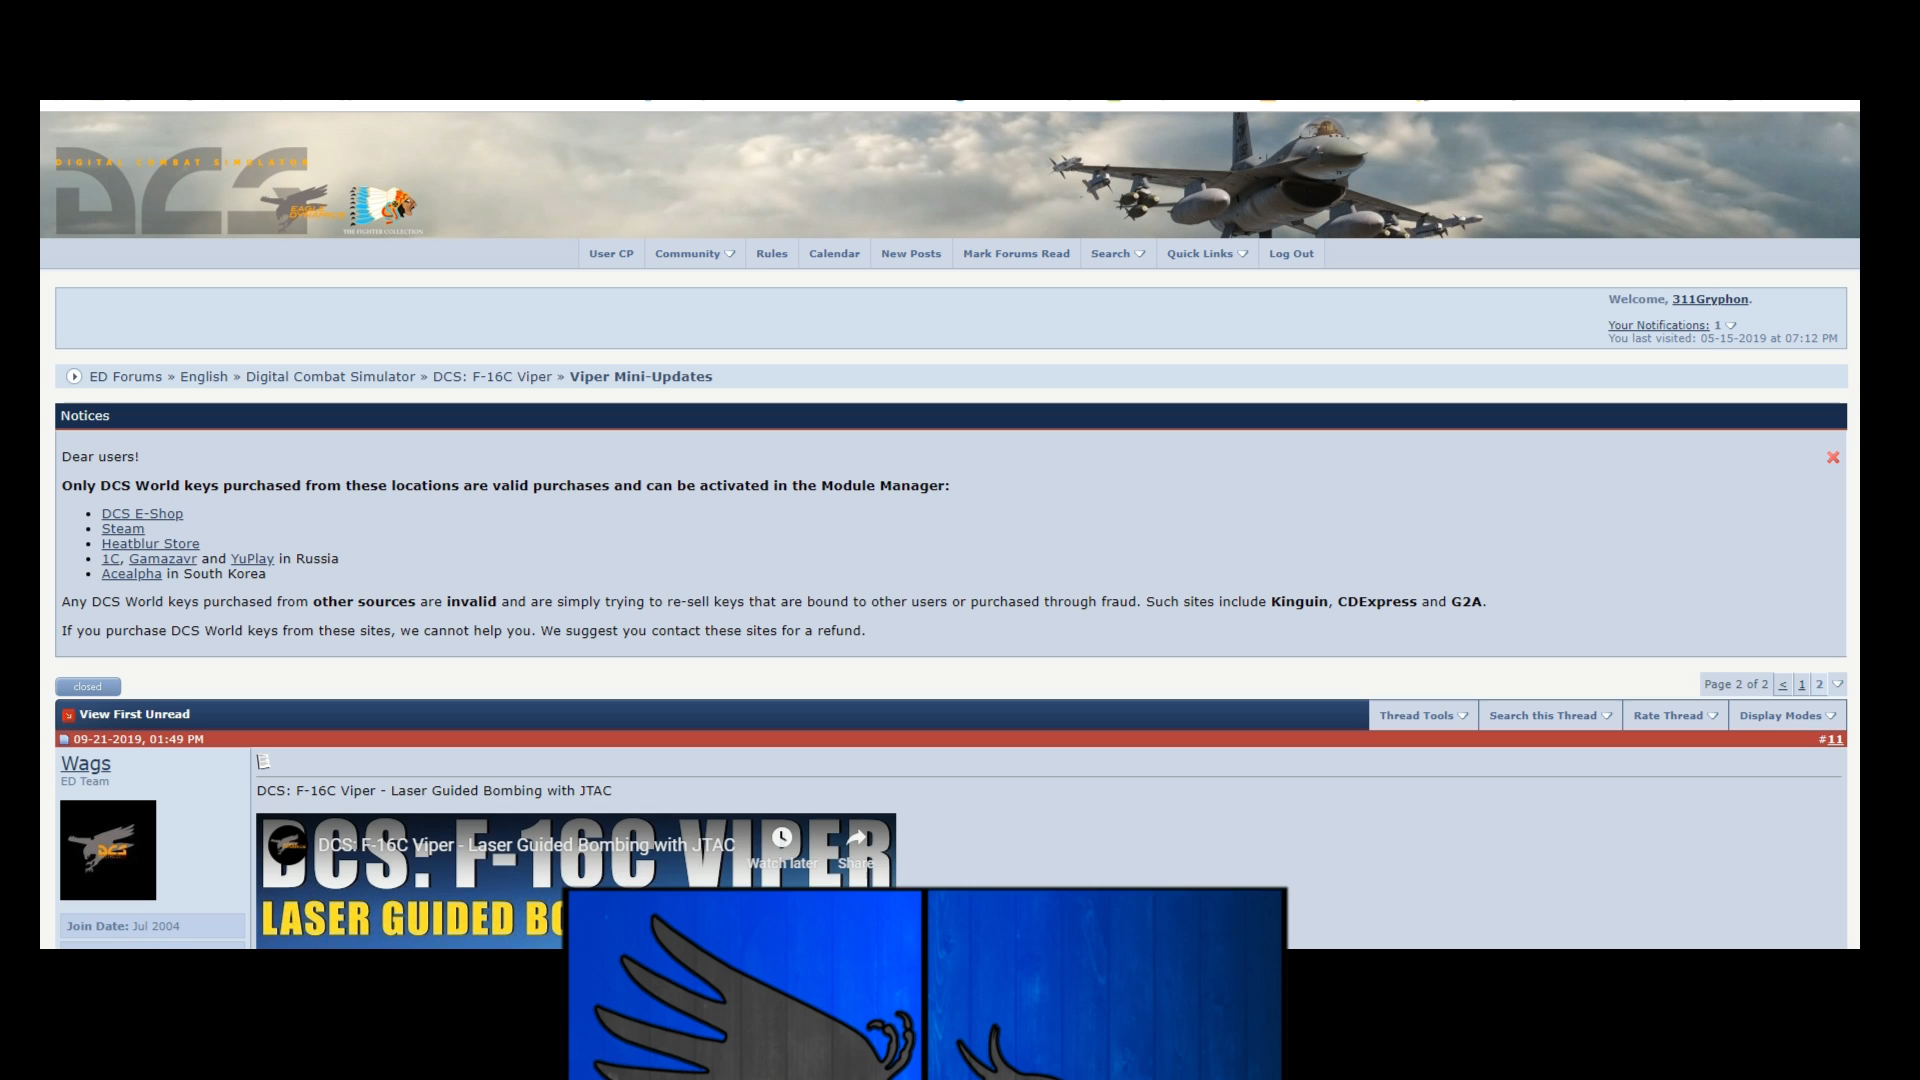 DIGITAL COMBAT SIMULATOR
DCS
EAGLE
DYNAMICS
THE FIGHTER COLLECTION
User CP Community Rules Calendar New Posts Mark Forums Read Search Quick Links Log Out
Welcome, 311Gryphon.
Your Notifications: 1
You last visited: 05-15-2019 at 07:12 PM
ED Forums » English » Digital Combat Simulator » DCS: F-16C Viper » Viper Mini-Updates
Notices
Dear users!
Only DCS World keys purchased from these locations are valid purchases and can be activated in the Module Manager:
• DCS E-Shop
• Steam
• Heatblur Store
• 1C, Gamazavr and YuPlay in Russia
• Acealpha in South Korea
Any DCS World keys purchased from other sources are invalid and are simply trying to re-sell keys that are bound to other users or purchased through fraud. Such sites include Kinguin, CDExpress and G2A.
If you purchase DCS World keys from these sites, we cannot help you. We suggest you contact these sites for a refund.
closed
Page 2 of 2 < 1 2
View First Unread
Thread Tools Search this Thread Rate Thread Display Modes
09-21-2019, 01:49 PM #11
Wags
ED Team
DCS
Join Date: Jul 2004
DCS: F-16C Viper - Laser Guided Bombing with JTAC
DCS: F-16C Viper - Laser Guided Bombing with JTAC
Watch later Share
DCS: F-16C VIPER
LASER GUIDED BO